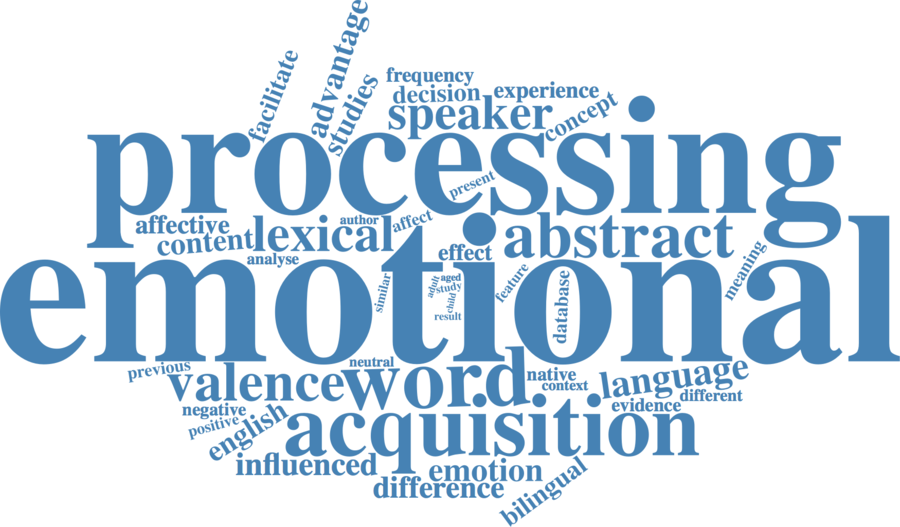 facilitate
advantage
studies
frequency
decision
experience
speaker
concept
processing
present
affective
content
lexical
author
affect
analyse
effect
abstract
meaning
emotional
similar
adult
aged
study
child
result
feature
database
previous
valence
neutral
word
native
context
language
different
evidence
negative
positive
english
acquisition
influenced
emotion
difference
bilingual